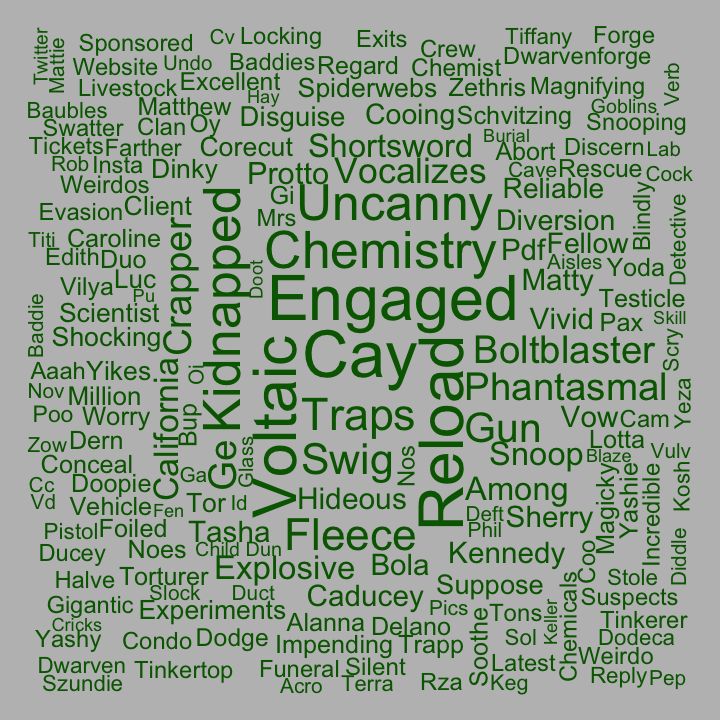 Twitter
Mattie
Sponsored
Cv
Locking
Exits
Crew
Tiffany
Forge
Website
Undo
Baddies
Regard
Chemist
Dwarvenforge
Livestock
Excellent
Hay
Spiderwebs
Zethris
Magnifying
Verb
Baubles
Matthew
Disguise
Cooing
Schvitzing
Goblins
Snooping
Swatter
Clan
Oy
Tickets
Farther
Corecut
Shortsword
Burial
Abort
Discern
Lab
Rob
Insta
Dinky
Protto
Vocalizes
Cave
Rescue
Cock
Weirdos
Gi
Uncanny
Reliable
Blindly
Detective
Evasion
Client
Crapper
Kidnapped
Mrs
Diversion
Titi
Caroline
Chemistry
Pdf
Fellow
Edith
Duo
Doot
Aisles
Yoda
Vilya
Luc
Pu
Engaged
Matty
Testicle
Scientist
Vivid
Pax
Skill
Baddie
Shocking
Cay
Boltblaster
Scry
Aaah
Yikes
Oi
Voltaic
Reload
Phantasmal
Yeza
Nov
Million
California
Poo
Worry
Bup
Traps
Gun
Vow
Cam
Zow
Dern
Ge
Glass
Swig
Nos
Snoop
Lotta
Blaze
Vulv
Conceal
Ga
Cc
Doopie
Hideous
Among
Magicky
Yashie
Incredible
Kosh
Vd
Vehicle
Fen
Tor
Id
Deft
Sherry
Pistol
Foiled
Tasha
Fleece
Phil
Ducey
Noes
Child
Dun
Kennedy
Coo
Diddle
Halve
Torturer
Explosive
Bola
Stole
Slock
Duct
Caducey
Suppose
Chemicals
Suspects
Gigantic
Experiments
Pics
Tons
Keller
Cricks
Alanna
Delano
Soothe
Tinkerer
Yashy
Condo
Dodge
Impending
Trapp
Sol
Dodeca
Dwarven
Tinkertop
Funeral
Silent
Latest
Weirdo
Szundie
Acro
Terra
Rza
Keg
Reply
Pep